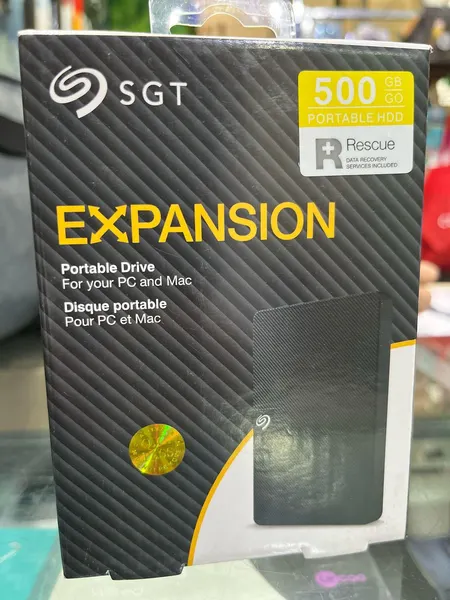 SGT
500 GB
GO
PORTABLE HDD
R Rescue
DATA RECOVERY
SERVICES INCLUDED
EXPANSION
Portable Drive
For your PC and Mac
Disque portable
Pour PC et Mac